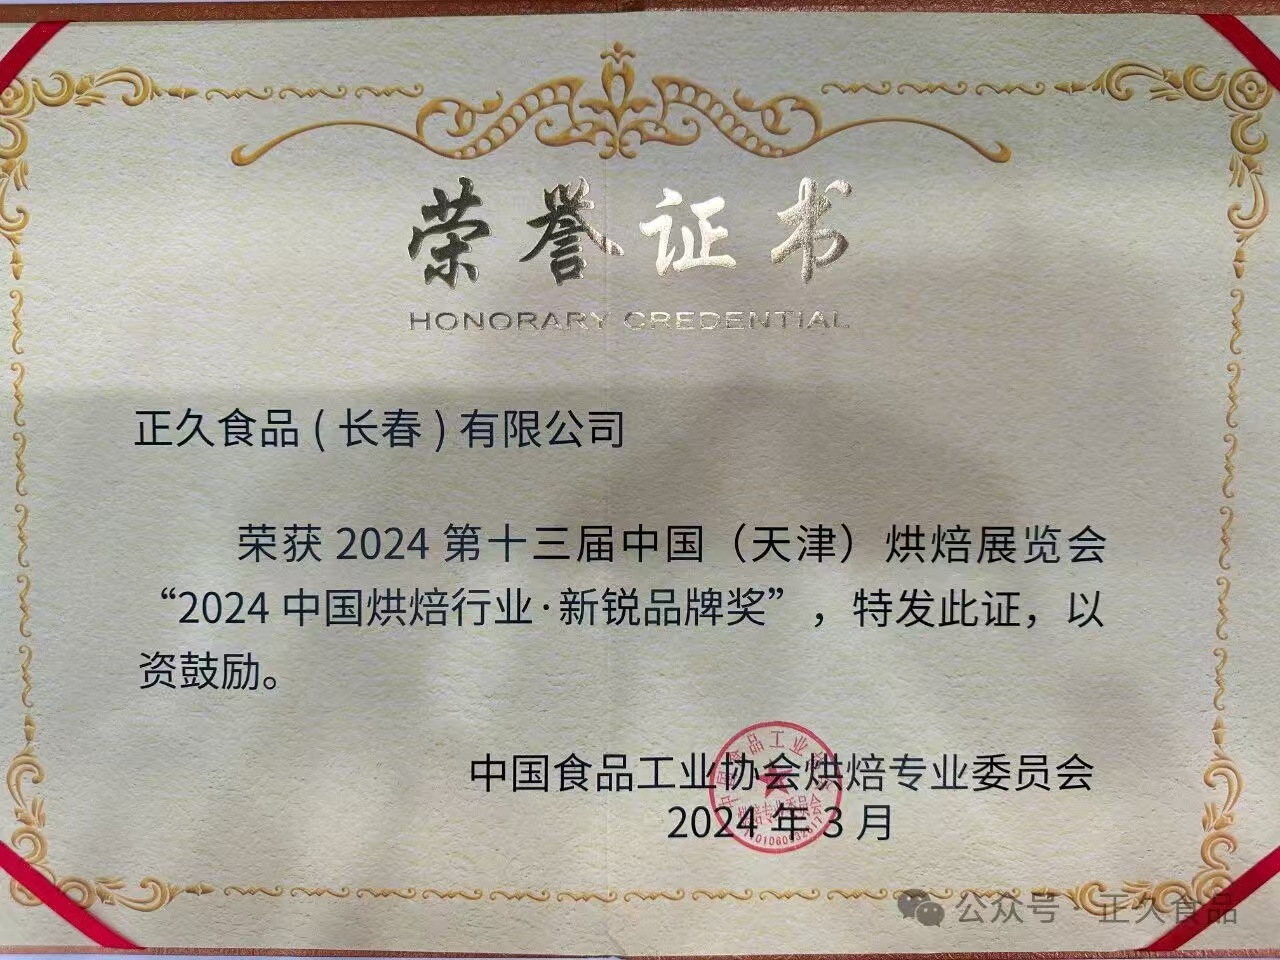 荣誉证书
HONORARY CREDENTIAL
正久食品(长春)有限公司
荣获 2024 第十三届中国（天津）烘焙展览会
“2024 中国烘焙行业·新锐品牌奖”，特发此证，以
资鼓励。
中国食品工业协会烘焙专业委员会
2024 年 3 月
公众号 · 正久食品